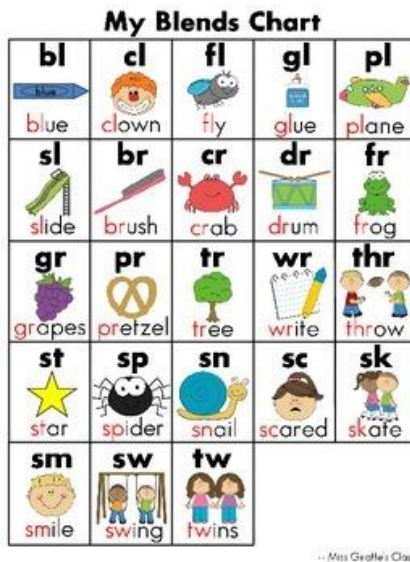 My Blends Chart
bl cl fl gl pl
blue
blue clown fly glue plane
sl br cr dr fr
slide brush crab drum frog
gr pr tr wr thr
grapes pretzel tree write throw
st sp sn sc sk
star spider snail scared skate
sm sw tw
smile swing twins